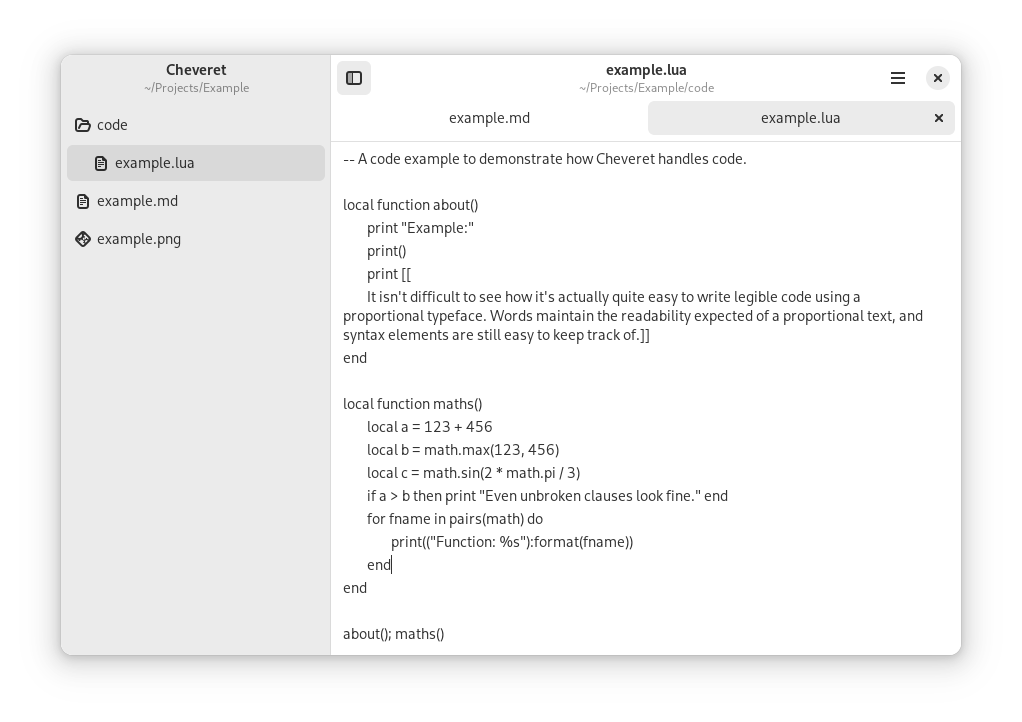 Cheveret
~/Projects/Example
code
example.lua
example.md
example.png
example.lua
~/Projects/Example/code
example.md
example.lua
-- A code example to demonstrate how Cheveret handles code.
local function about()
print "Example:"
print()
print [[
It isn't difficult to see how it's actually quite easy to write legible code using a
proportional typeface. Words maintain the readability expected of a proportional text, and
syntax elements are still easy to keep track of.]]
end
local function maths()
local a = 123 + 456
local b = math.max(123, 456)
local c = math.sin(2 * math.pi / 3)
if a > b then print "Even unbroken clauses look fine." end
for fname in pairs(math) do
print(("Function: %s"):format(fname))
end
end
about(); maths()